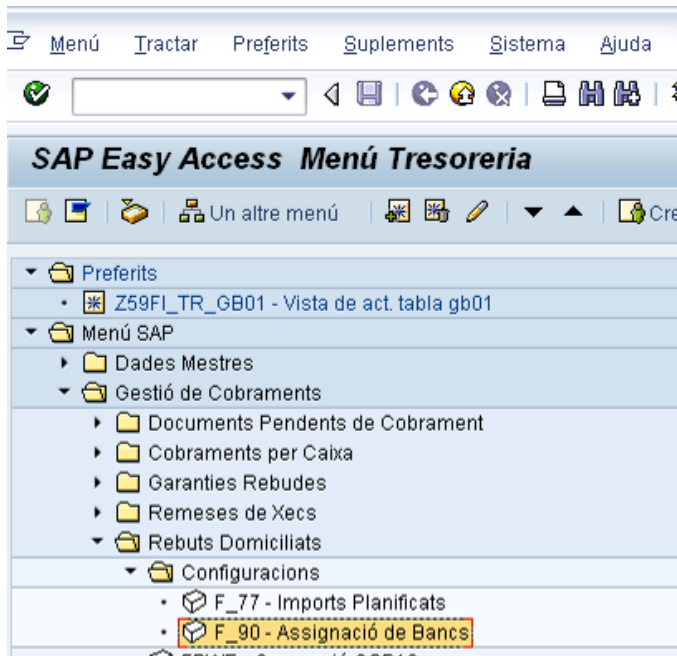 Menú Tractar Preferits Suplements Sistema Ajuda
SAP Easy Access Menú Tresoreria
Un altre menú Cre
Preferits
Z59FI_TR_GB01 - Vista de act. tabla gb01
Menú SAP
Dades Mestres
Gestió de Cobraments
Documents Pendents de Cobrament
Cobraments per Caixa
Garanties Rebudes
Remeses de Xecs
Rebuts Domiciliats
Configuracions
F_77 - Imports Planificats
F_90 - Assignació de Bancs